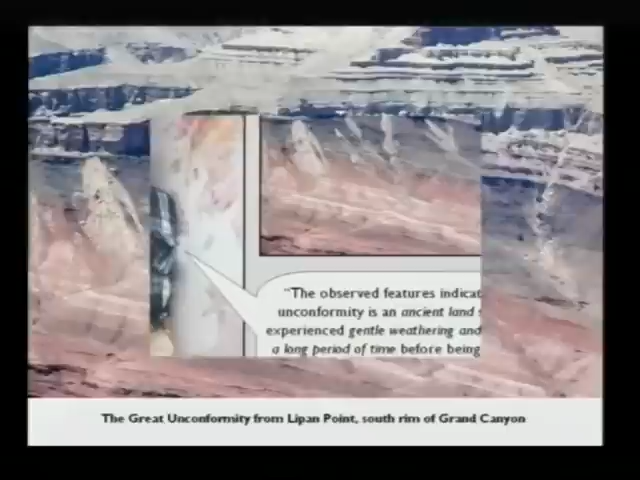 "The observed features indicat
unconformity is an ancient land s
experienced gentle weathering and
a long period of time before being
The Great Unconformity from Lipan Point, south rim of Grand Canyon